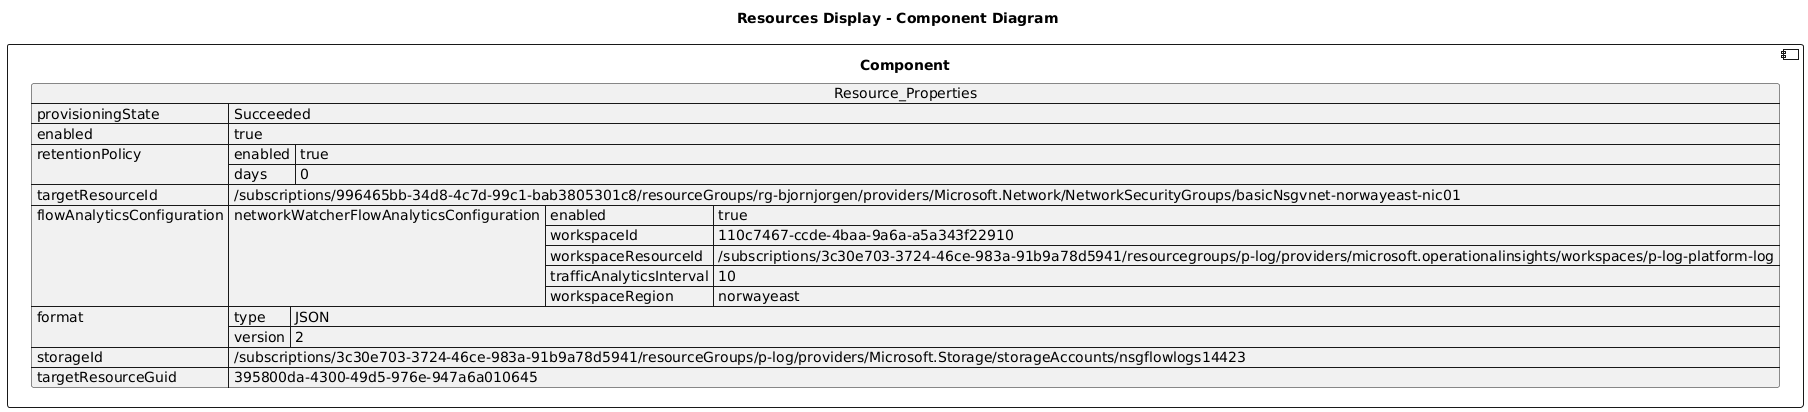 Resources Display - Component Diagram
Component
Resource_Properties
provisioningState Succeeded
enabled true
retentionPolicy enabled true
days 0
targetResourceId /subscriptions/996465bb-34d8-4c7d-99c1-bab3805301c8/resourceGroups/rg-bjornjorgen/providers/Microsoft.Network/NetworkSecurityGroups/basicNsgvnet-norwayeast-nic01
flowAnalyticsConfiguration networkWatcherFlowAnalyticsConfiguration enabled true
workspaceId 110c7467-ccde-4baa-9a6a-a5a343f22910
workspaceResourceId /subscriptions/3c30e703-3724-46ce-983a-91b9a78d5941/resourcegroups/p-log/providers/microsoft.operationalinsights/workspaces/p-log-platform-log
trafficAnalyticsInterval 10
workspaceRegion norwayeast
format type JSON
version 2
storageId /subscriptions/3c30e703-3724-46ce-983a-91b9a78d5941/resourceGroups/p-log/providers/Microsoft.Storage/storageAccounts/nsgflowlogs14423
targetResourceGuid 395800da-4300-49d5-976e-947a6a010645